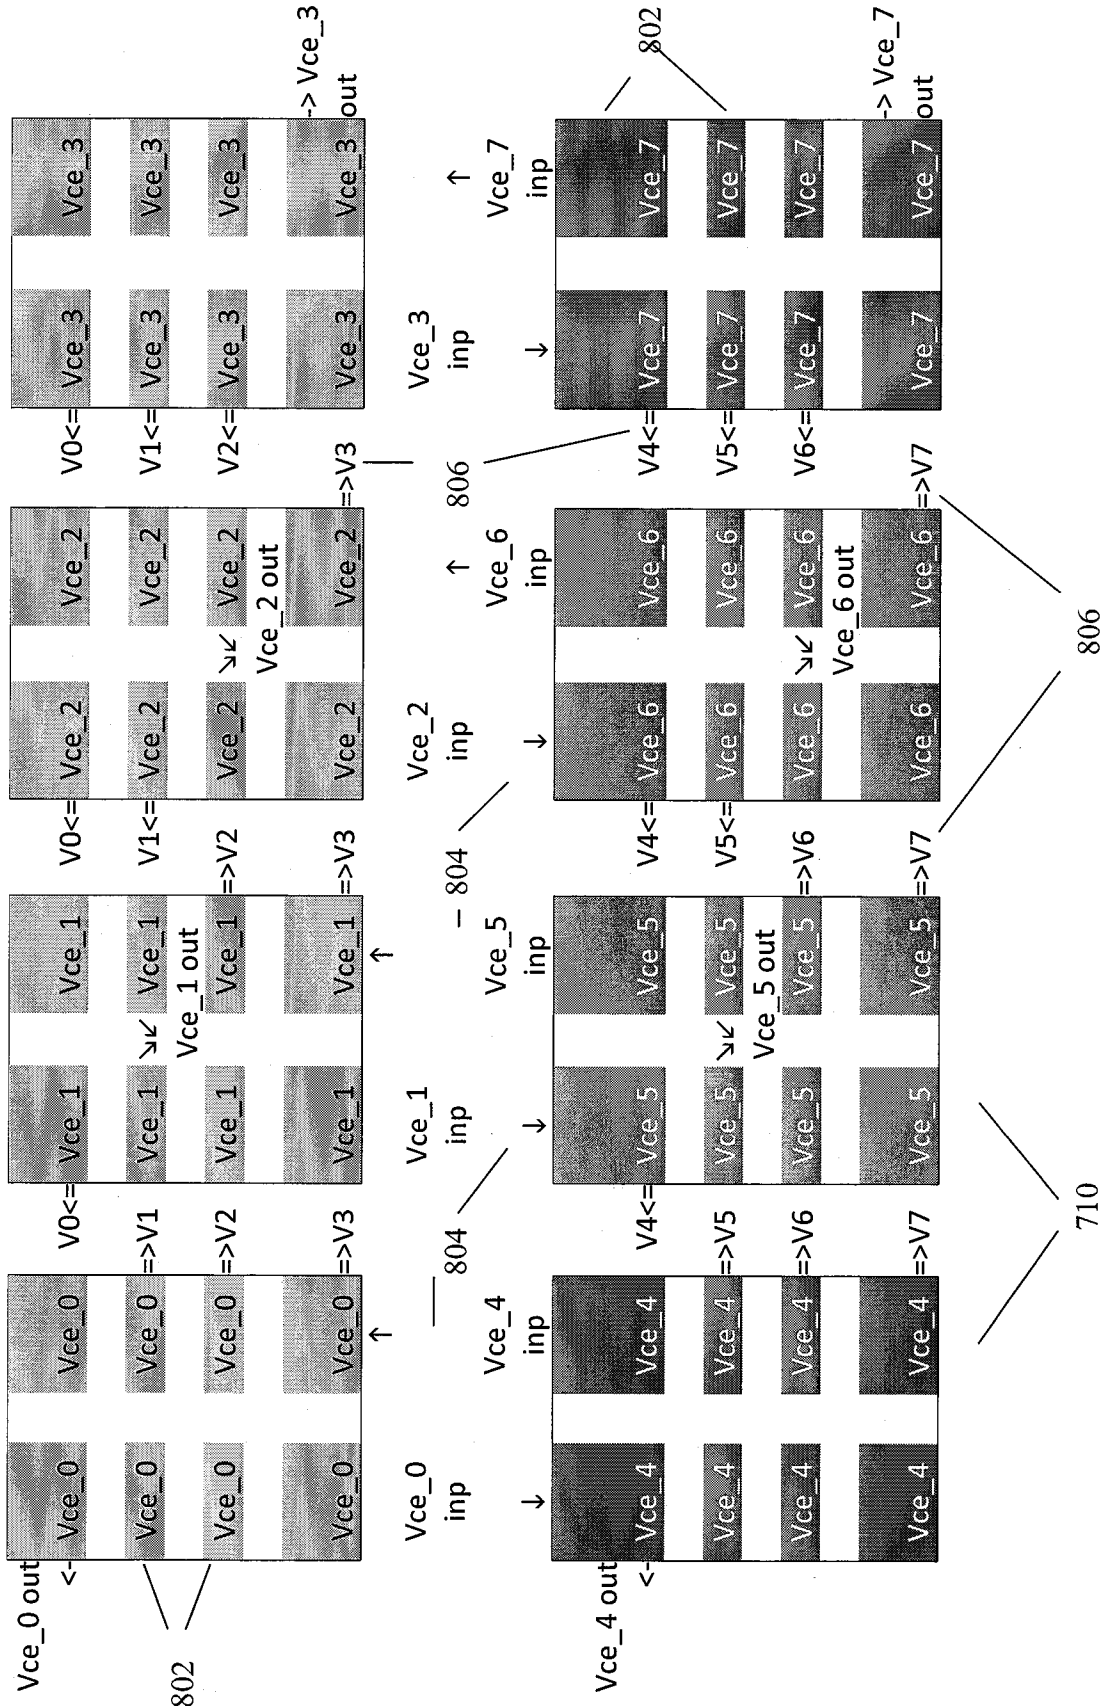 Vce_0 out
<- Vce_0 Vce_0 V0<= Vce_1 Vce_1 V0<= Vce_2 Vce_2 V0<= Vce_3 Vce_3
Vce_0 Vce_0 =>V1 Vce_1 ↘↙ Vce_1 V1<= Vce_2 Vce_2 V1<= Vce_3 Vce_3
802
Vce_1 out
Vce_0 Vce_0 =>V2 Vce_1 Vce_1 =>V2 Vce_2 ↘↙ Vce_2 V2<= Vce_3 Vce_3
Vce_2 out
-> Vce_3
Vce_0 Vce_0 =>V3 Vce_1 Vce_1 =>V3 Vce_2 Vce_2 =>V3 Vce_3 Vce_3 out
↑ ↑
Vce_0 Vce_1 Vce_2 Vce_3
inp inp inp inp
804 804 806
↑ ↑
Vce_4 Vce_5 Vce_6 Vce_7
inp inp inp inp
↓ ↓ ↓ ↓
Vce_4 out
802
<- Vce_4 Vce_4 V4<= Vce_5 Vce_5 V4<= Vce_6 Vce_6 V4<= Vce_7 Vce_7
Vce_4 Vce_4 =>V5 Vce_5 ↘↙ Vce_5 V5<= Vce_6 Vce_6 V5<= Vce_7 Vce_7
Vce_5 out
Vce_4 Vce_4 =>V6 Vce_5 Vce_5 =>V6 Vce_6 ↘↙ Vce_6 V6<= Vce_7 Vce_7
Vce_6 out
-> Vce_7
Vce_4 Vce_4 =>V7 Vce_5 Vce_5 =>V7 Vce_6 Vce_6 =>V7 Vce_7 Vce_7 out
710 806